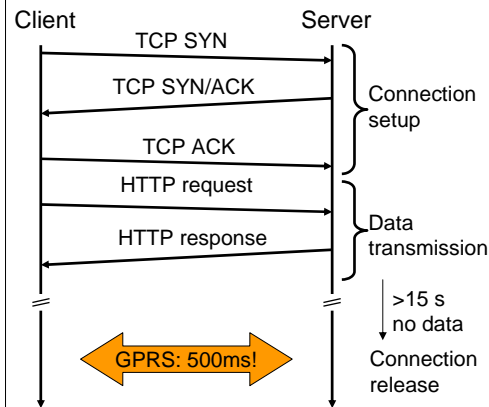 Client
Server
TCP SYN
TCP SYN/ACK
Connection
setup
TCP ACK
HTTP request
HTTP response
Data
transmission
>15 s
no data
GPRS: 500ms!
Connection
release